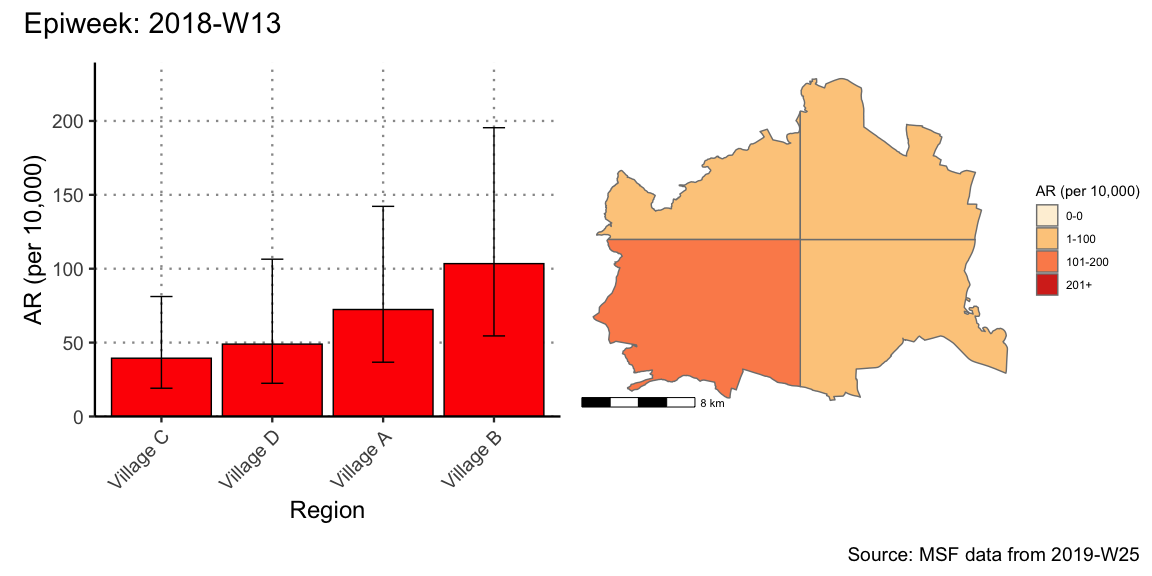 Epiweek: 2018-W13
AR (per 10,000)
200
150
100
50
0
Village C
Village D
Village A
Village B
Region
8 km
AR (per 10,000)
0-0
1-100
101-200
201+
Source: MSF data from 2019-W25